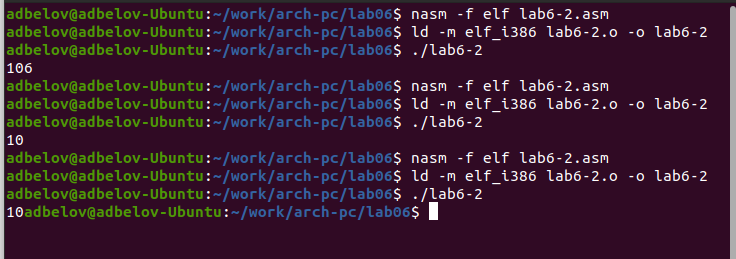 adbelov@adbelov-Ubuntu:~/work/arch-pc/lab06$ nasm -f elf lab6-2.asm
adbelov@adbelov-Ubuntu:~/work/arch-pc/lab06$ ld -m elf_i386 lab6-2.o -o lab6-2
adbelov@adbelov-Ubuntu:~/work/arch-pc/lab06$ ./lab6-2
106
adbelov@adbelov-Ubuntu:~/work/arch-pc/lab06$ nasm -f elf lab6-2.asm
adbelov@adbelov-Ubuntu:~/work/arch-pc/lab06$ ld -m elf_i386 lab6-2.o -o lab6-2
adbelov@adbelov-Ubuntu:~/work/arch-pc/lab06$ ./lab6-2
10
adbelov@adbelov-Ubuntu:~/work/arch-pc/lab06$ nasm -f elf lab6-2.asm
adbelov@adbelov-Ubuntu:~/work/arch-pc/lab06$ ld -m elf_i386 lab6-2.o -o lab6-2
adbelov@adbelov-Ubuntu:~/work/arch-pc/lab06$ ./lab6-2
10adbelov@adbelov-Ubuntu:~/work/arch-pc/lab06$